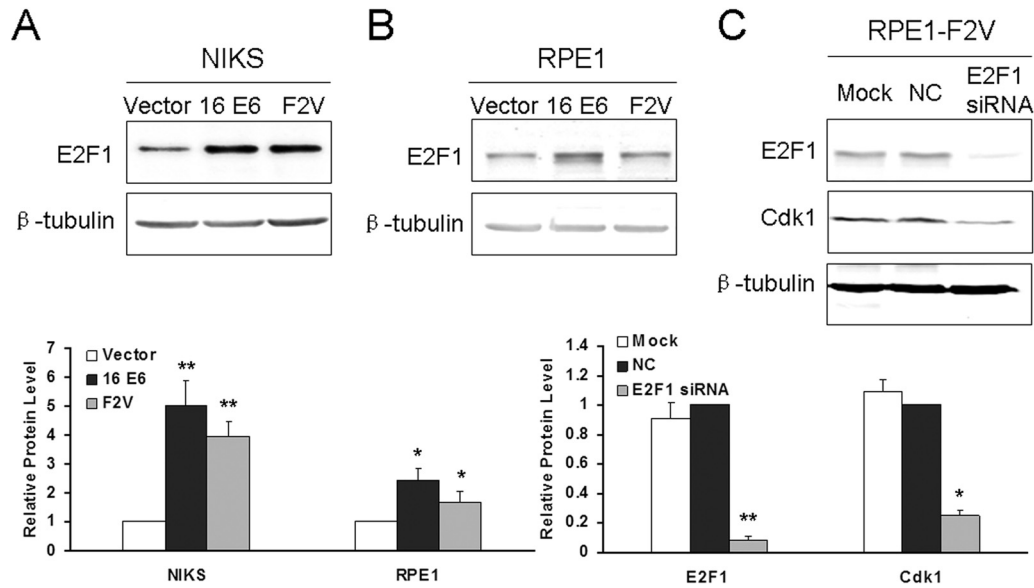 A
NIKS
Vector 16 E6 F2V
E2F1
β-tubulin
B
RPE1
Vector 16 E6 F2V
E2F1
β-tubulin
C
RPE1-F2V
Mock NC E2F1
siRNA
E2F1
Cdk1
β-tubulin
Relative Protein Level
7
6
5
4
3
2
1
0
Vector
16 E6
F2V
**
**
*
*
NIKS
RPE1
Relative Protein Level
1.4
1.2
1
0.8
0.6
0.4
0.2
0
Mock
NC
E2F1 siRNA
**
*
E2F1
Cdk1